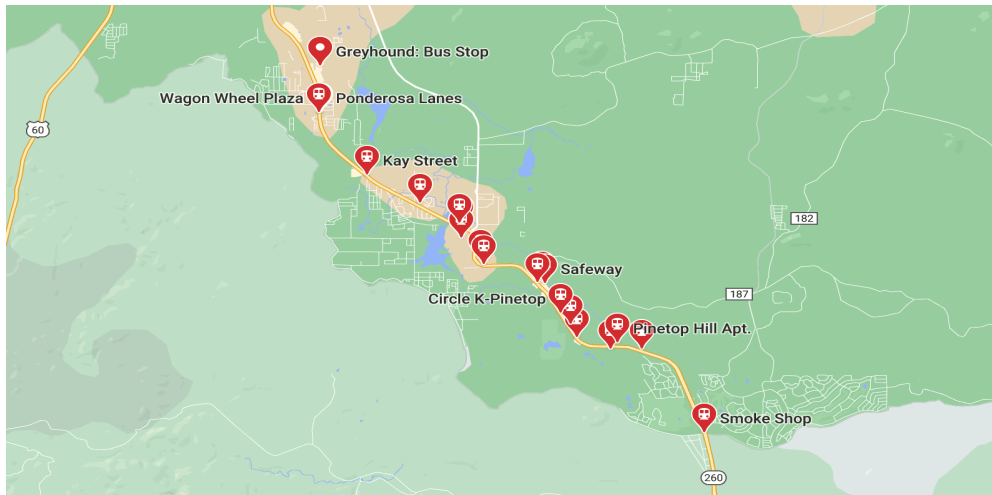 Greyhound: Bus Stop
Wagon Wheel Plaza
Ponderosa Lanes
60
Kay Street
182
Safeway
187
Circle K-Pinetop
Pinetop Hill Apt.
Smoke Shop
260